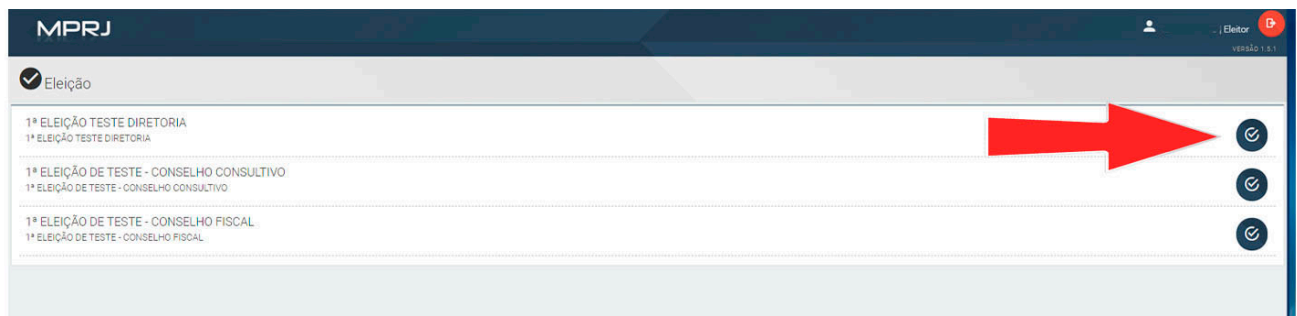 MPRJ
Eleitor
VERSÃO 1.5.1
Eleição
1ª ELEIÇÃO TESTE DIRETORIA
1ª ELEIÇÃO TESTE DIRETORIA
1ª ELEIÇÃO DE TESTE - CONSELHO CONSULTIVO
1ª ELEIÇÃO DE TESTE - CONSELHO CONSULTIVO
1ª ELEIÇÃO DE TESTE - CONSELHO FISCAL
1ª ELEIÇÃO DE TESTE - CONSELHO FISCAL